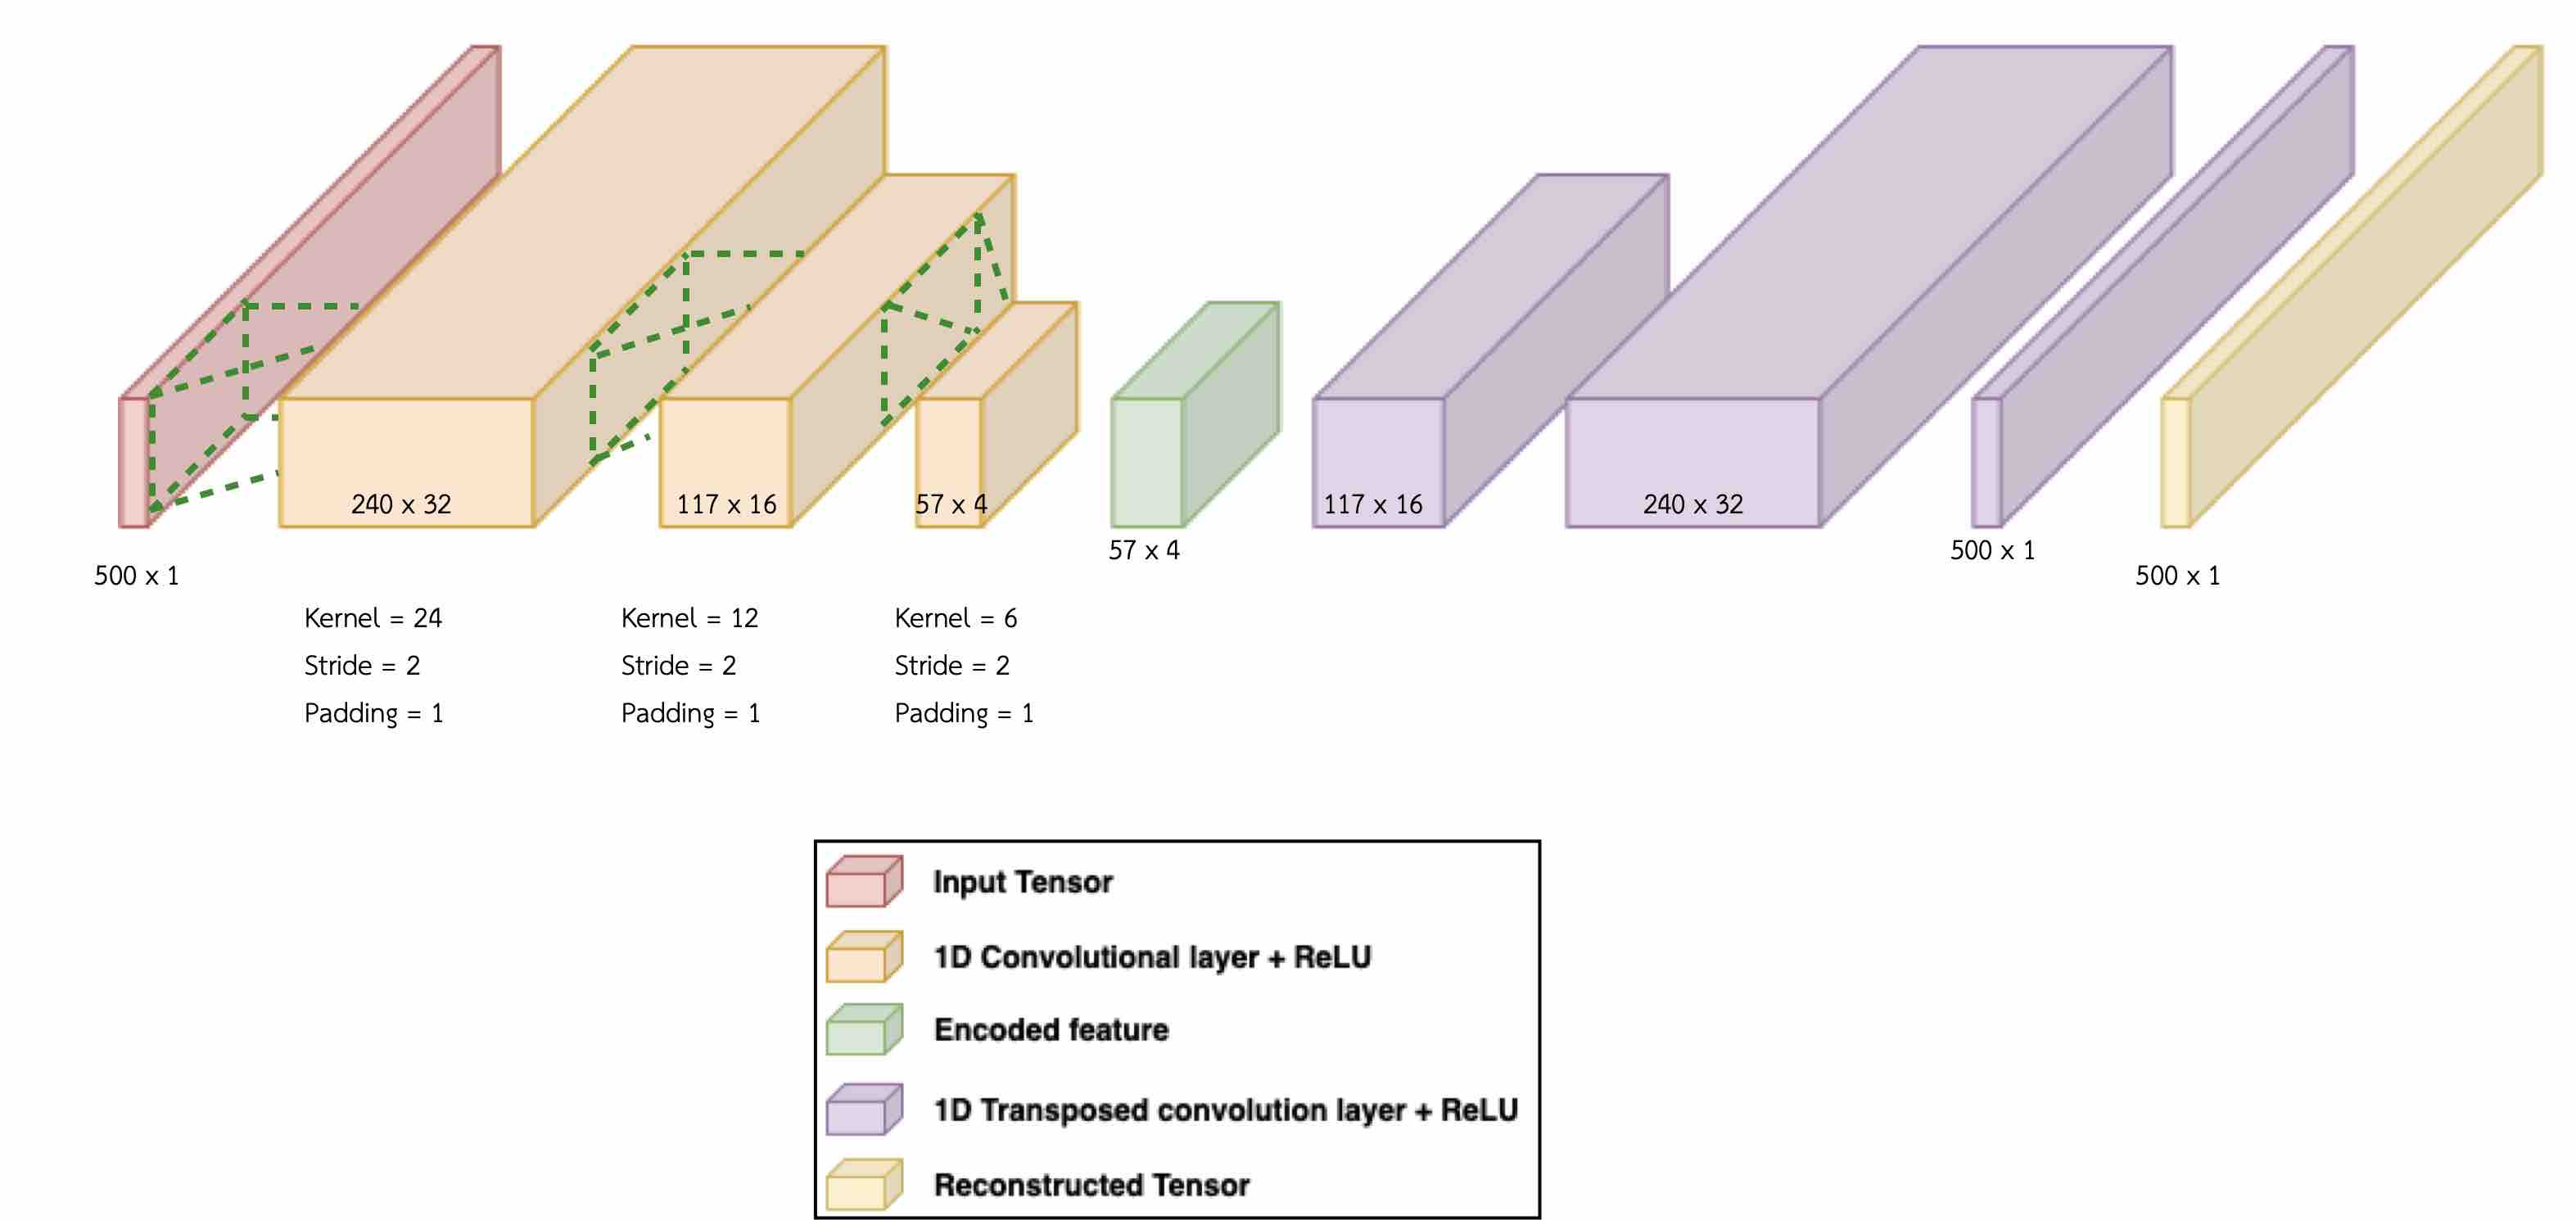 240 x 32
117 x 16
57 x 4
117 x 16
240 x 32
57 x 4
500 x 1
500 x 1
500 x 1
Kernel = 24
Stride = 2
Padding = 1
Kernel = 12
Stride = 2
Padding = 1
Kernel = 6
Stride = 2
Padding = 1
Input Tensor
1D Convolutional layer + ReLU
Encoded feature
1D Transposed convolution layer + ReLU
Reconstructed Tensor